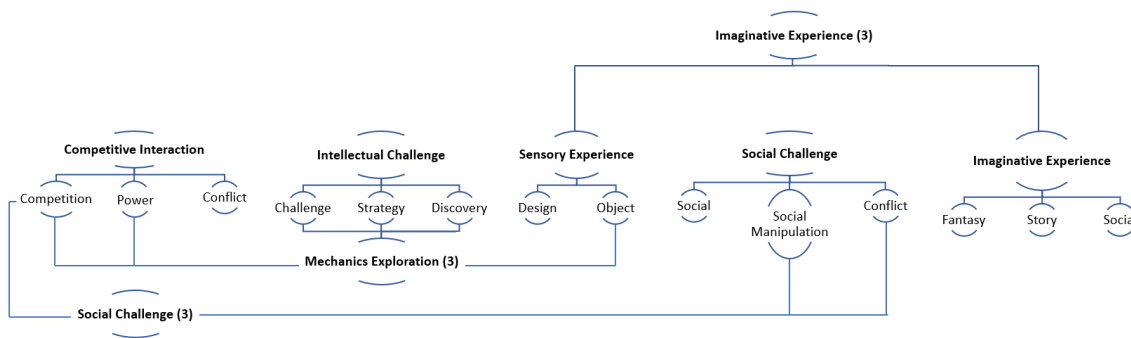 Imaginative Experience (3)
Competitive Interaction
Intellectual Challenge
Sensory Experience
Social Challenge
Imaginative Experience
Competition
Power
Conflict
Challenge
Strategy
Discovery
Design
Object
Social
Social
Manipulation
Conflict
Fantasy
Story
Social
Mechanics Exploration (3)
Social Challenge (3)